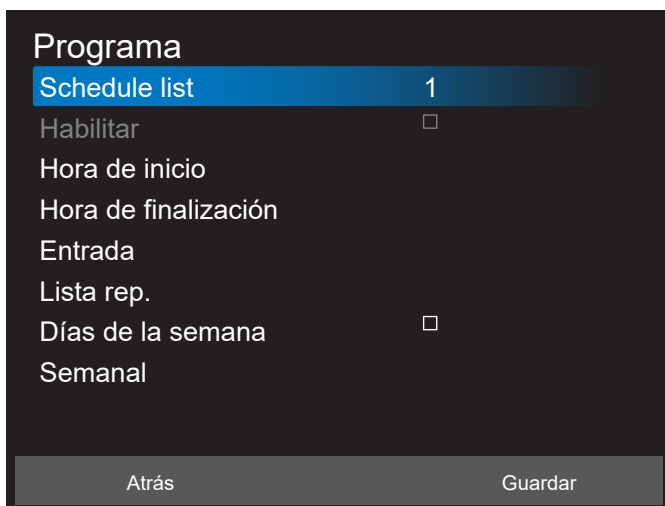 Programa
Schedule list 1
Habilitar
Hora de inicio
Hora de finalización
Entrada
Lista rep.
Días de la semana
Semanal
Atrás Guardar